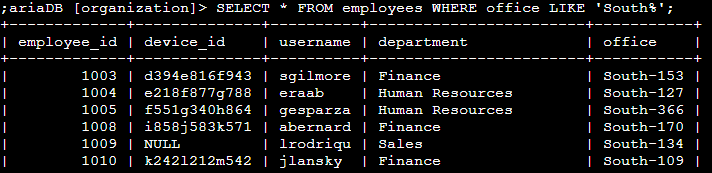 ;ariaDB [organization]> SELECT * FROM employees WHERE office LIKE 'South%';
+-------------+--------------+----------+-----------------+-----------+
| employee_id | device_id    | username | department      | office    |
+-------------+--------------+----------+-----------------+-----------+
|        1003 | d394e816f943 | sgilmore | Finance         | South-153 |
|        1004 | e218f877g788 | eraab    | Human Resources | South-127 |
|        1005 | f551g340h864 | gesparza | Human Resources | South-366 |
|        1008 | i858j583k571 | abernard | Finance         | South-170 |
|        1009 | NULL         | lrodriqu | Sales           | South-134 |
|        1010 | k242l212m542 | jlansky  | Finance         | South-109 |